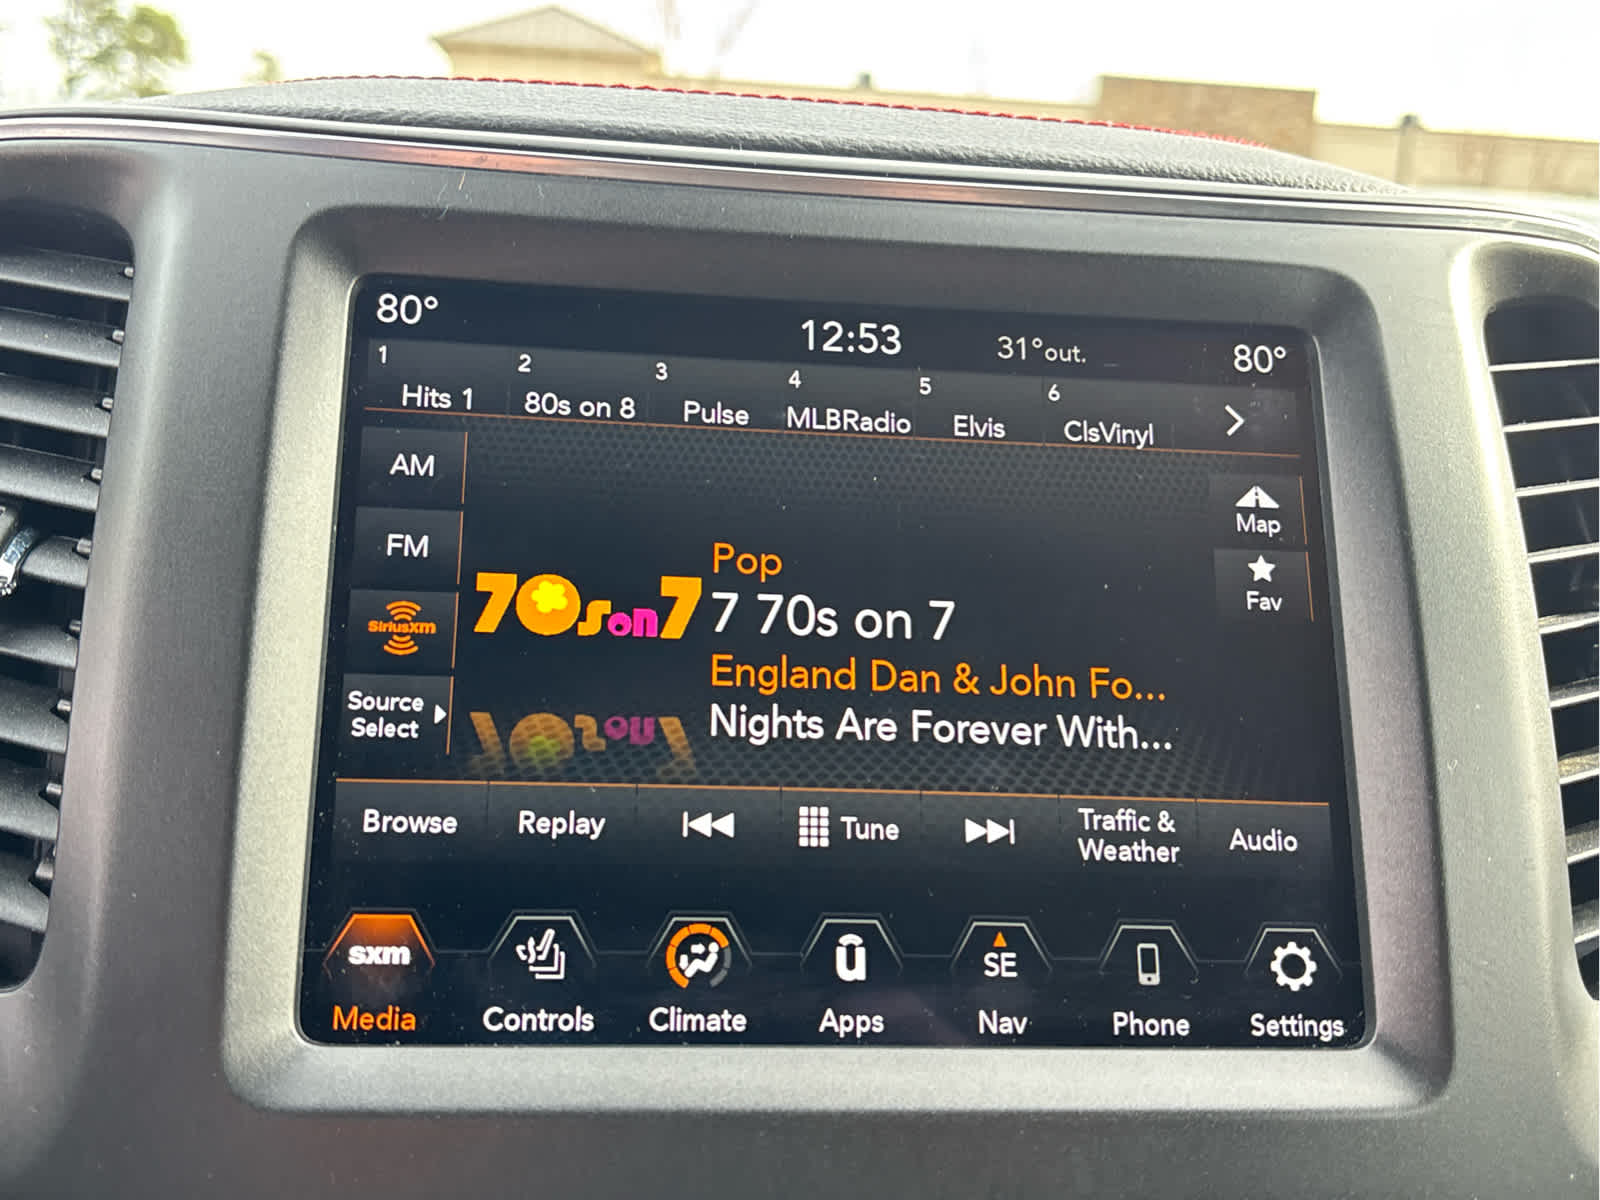 80° 12:53 31°out. 80°
1 2 3 4 5 6
Hits 1 80s on 8 Pulse MLBRadio Elvis ClsVinyl
AM
FM
SiriusXM
Source
Select
Map
Fav
70s on 7
Pop
7 70s on 7
England Dan & John Fo...
Nights Are Forever With...
Browse Replay Tune Traffic & Weather Audio
sxm û SE
Media Controls Climate Apps Nav Phone Settings